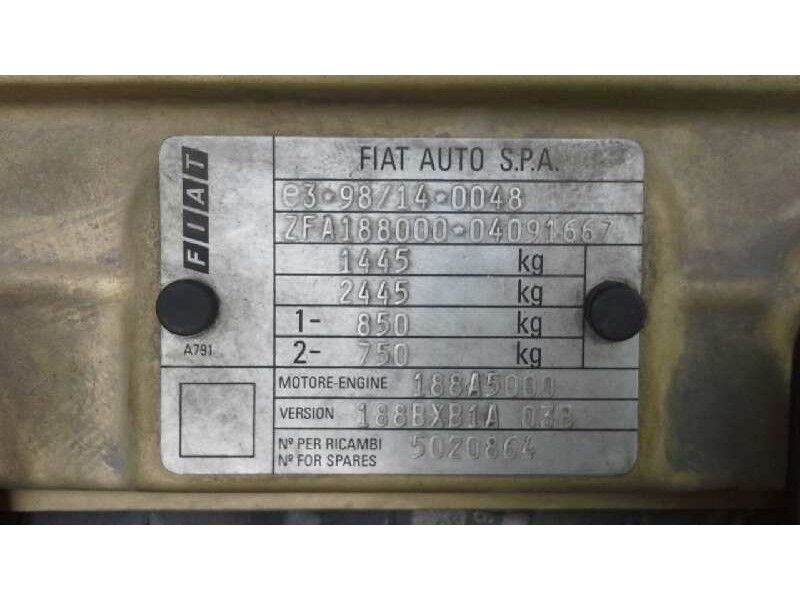 FIAT
FIAT AUTO S.P.A.
e3*98/14*0048
ZFA188000*04091667
1445 kg
2445 kg
1- 850 kg
2- 750 kg
A791
MOTORE-ENGINE 188A5000
VERSION 188BXB1A 03B
Nº PER RICAMBI
Nº FOR SPARES 5020864